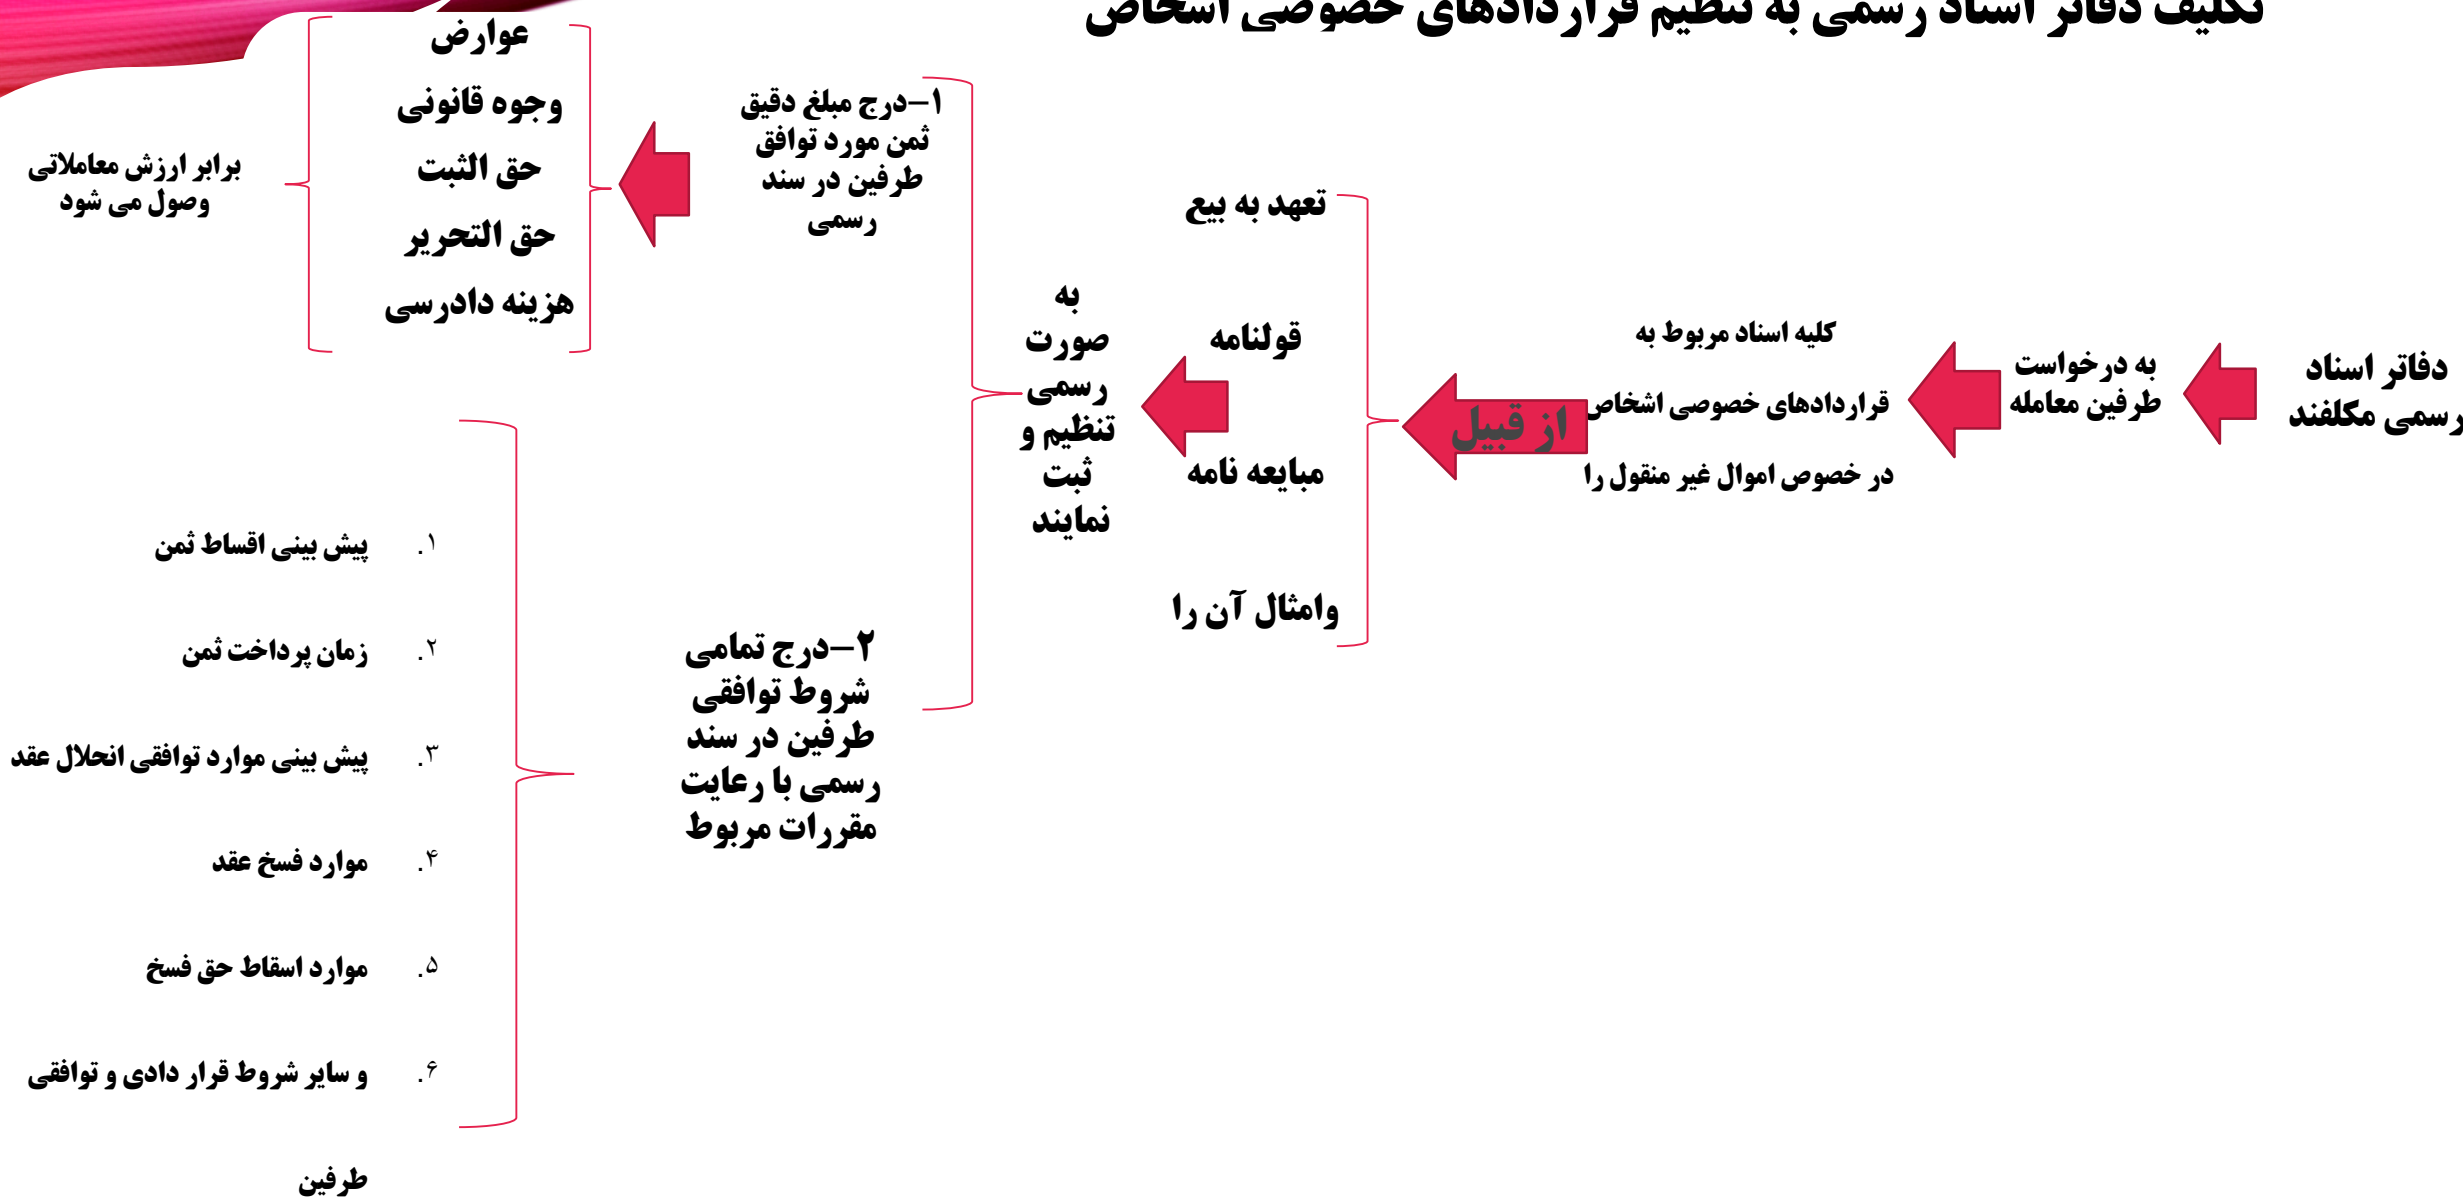 تکلیف دفاتر اسناد رسمی به تنظیم قراردادهای خصوصی اشخاص
دفاتر اسناد
رسمی مکلفند
به درخواست
طرفین معامله
کلیه اسناد مربوط به
قراردادهای خصوصی اشخاص
در خصوص اموال غیر منقول را
از قبیل
تعهد به بیع
قولنامه
مبایعه نامه
وامثال آن را
به
صورت
رسمی
تنظیم و
ثبت
نمایند
۱–درج مبلغ دقیق
ثمن مورد توافق
طرفین در سند
رسمی
عوارض
وجوه قانونی
حق الثبت
حق التحریر
هزینه دادرسی
برابر ارزش معاملاتی
وصول می شود
۲–درج تمامی
شروط توافقی
طرفین در سند
رسمی با رعایت
مقررات مربوط
۱. پیش بینی اقساط ثمن
۲. زمان پرداخت ثمن
۳. پیش بینی موارد توافقی انحلال عقد
۴. موارد فسخ عقد
۵. موارد اسقاط حق فسخ
۶. و سایر شروط قرار دادی و توافقی
طرفین